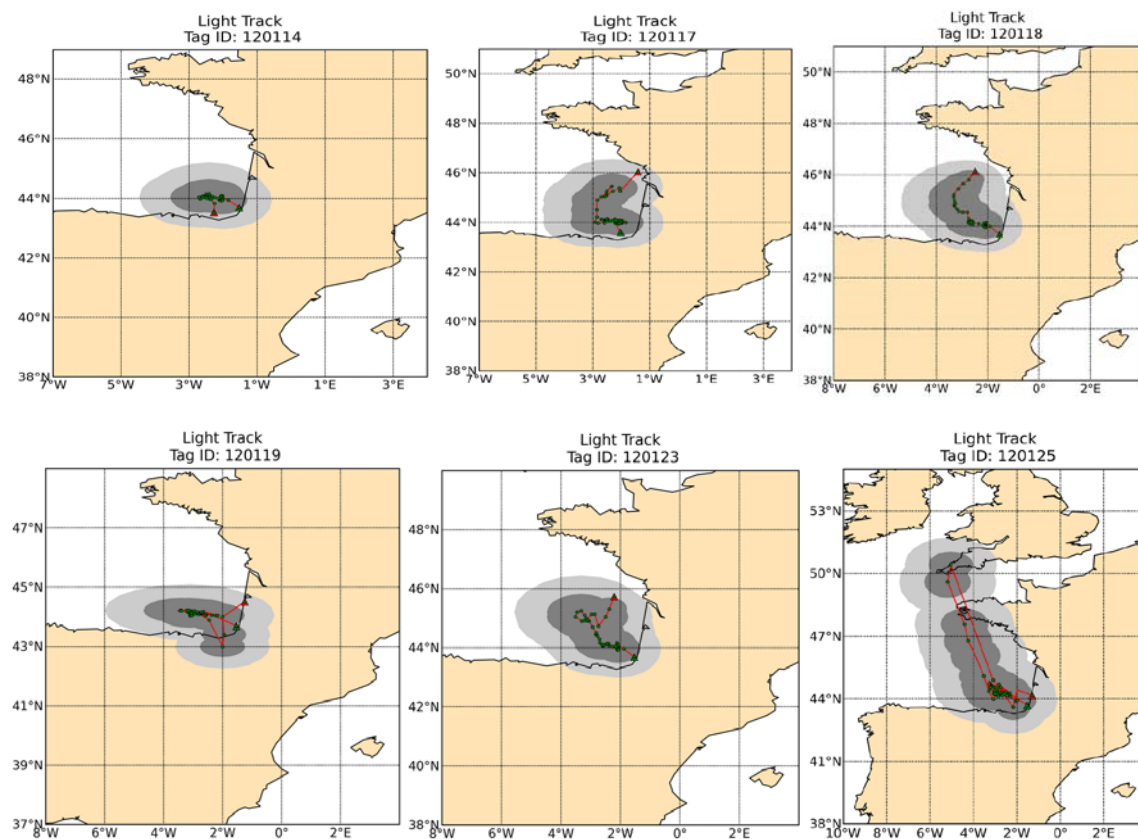 Light Track
Tag ID: 120114
48°N
46°N
44°N
42°N
40°N
38°N
7°W 5°W 3°W 1°W 1°E 3°E
Light Track
Tag ID: 120117
50°N
48°N
46°N
44°N
42°N
40°N
38°N
7°W 5°W 3°W 1°W 1°E 3°E
Light Track
Tag ID: 120118
50°N
48°N
46°N
44°N
42°N
40°N
38°N
8°W 6°W 4°W 2°W 0° 2°E
Light Track
Tag ID: 120119
47°N
45°N
43°N
41°N
39°N
37°N
8°W 6°W 4°W 2°W 0° 2°E
Light Track
Tag ID: 120123
48°N
46°N
44°N
42°N
40°N
38°N
8°W 6°W 4°W 2°W 0° 2°E
Light Track
Tag ID: 120125
53°N
50°N
47°N
44°N
41°N
38°N
10°W 8°W 6°W 4°W 2°W 0° 2°E